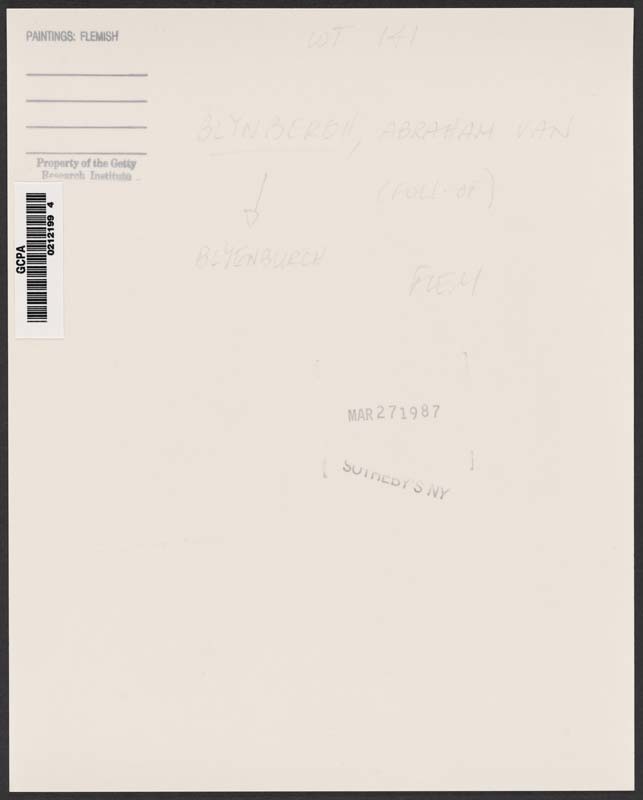 PAINTINGS: FLEMISH
LOT 141
BLYNBERGH, ABRAHAM VAN
Property of the Getty
Research Institute
(FOLL. OF)
GCPA
0212199 4
BLYENBURCH
FLEM
MAR 27 1987
SOTHEBY'S NY